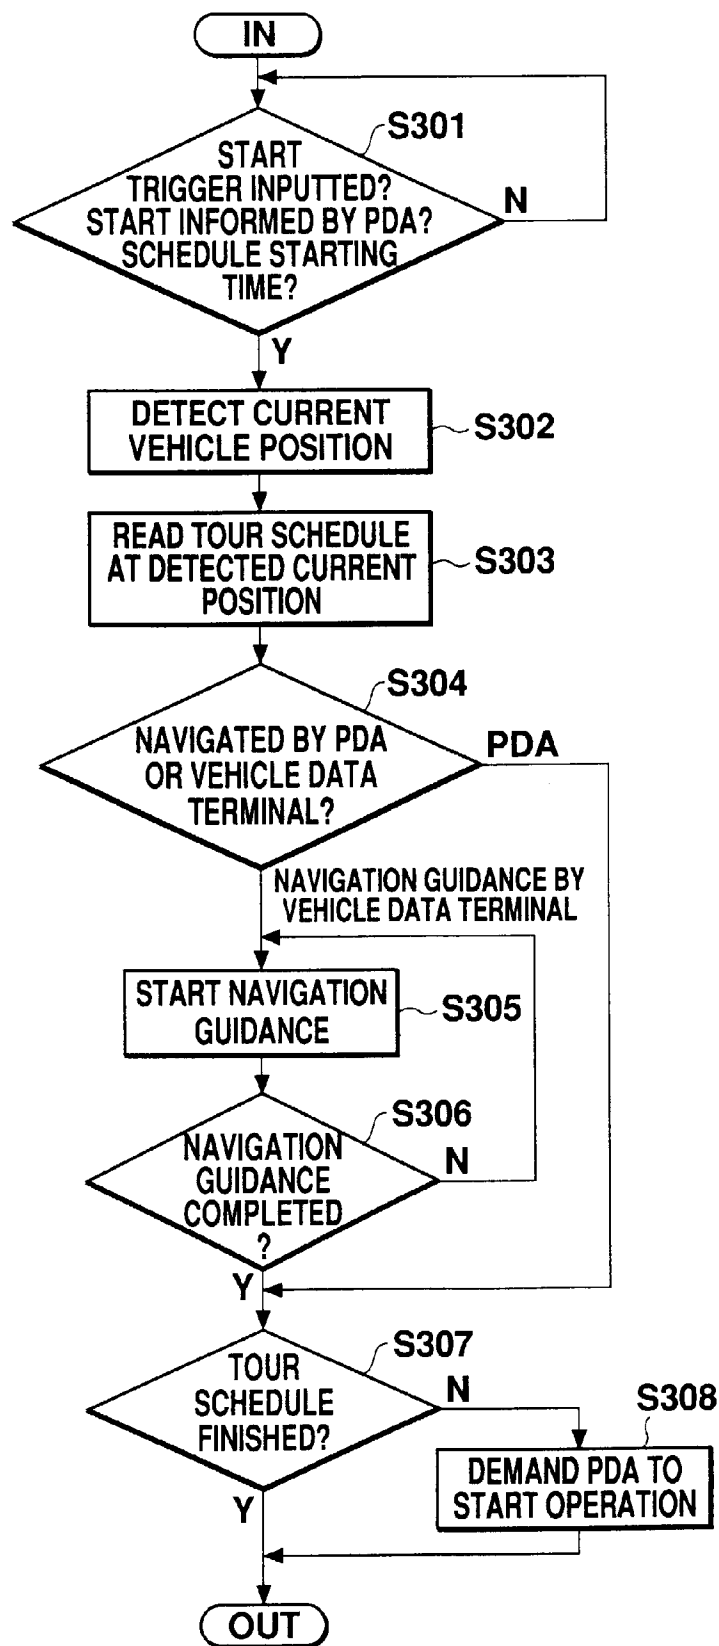 IN
S301
START
TRIGGER INPUTTED?
START INFORMED BY PDA?
SCHEDULE STARTING
TIME?
N
Y
DETECT CURRENT
VEHICLE POSITION
S302
READ TOUR SCHEDULE
AT DETECTED CURRENT
POSITION
S303
S304
NAVIGATED BY PDA
OR VEHICLE DATA
TERMINAL?
PDA
NAVIGATION GUIDANCE BY
VEHICLE DATA TERMINAL
START NAVIGATION
GUIDANCE
S305
S306
NAVIGATION
GUIDANCE
COMPLETED
?
N
Y
S307
TOUR
SCHEDULE
FINISHED?
N
S308
DEMAND PDA TO
START OPERATION
Y
OUT